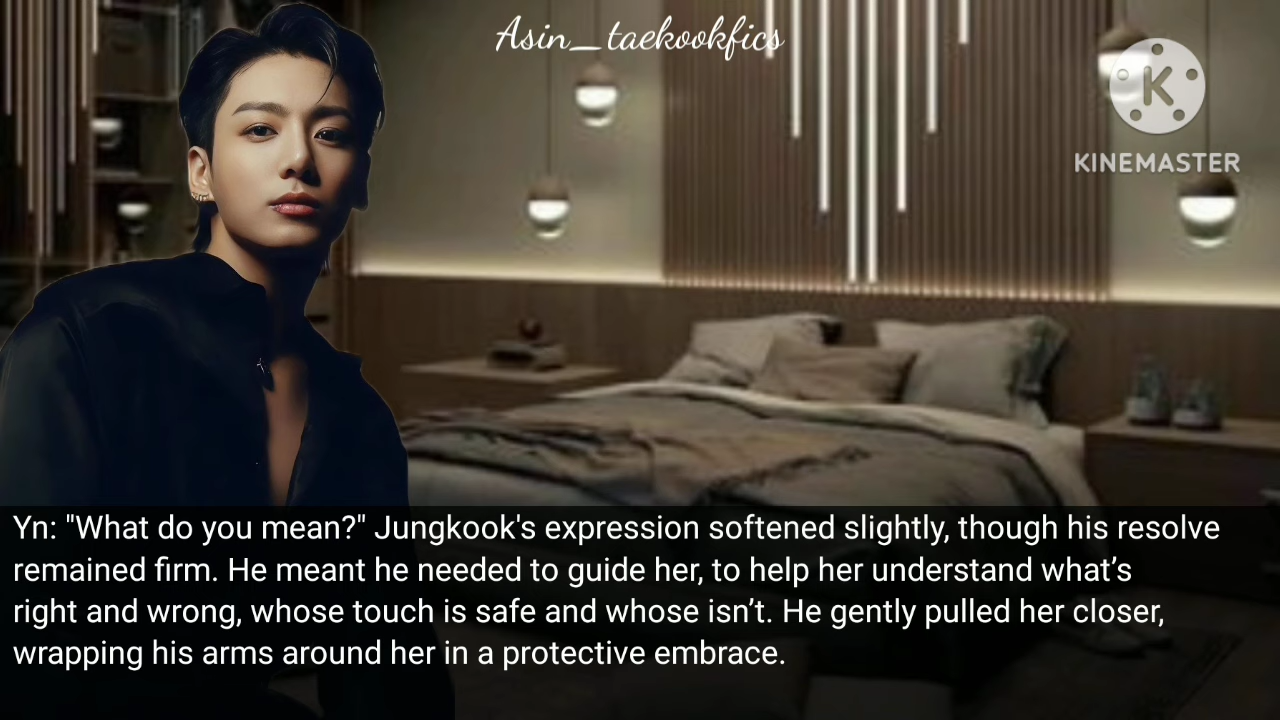 Asin_taekookfics
K
KINEMASTER
Yn: "What do you mean?" Jungkook's expression softened slightly, though his resolve
remained firm. He meant he needed to guide her, to help her understand what’s
right and wrong, whose touch is safe and whose isn’t. He gently pulled her closer,
wrapping his arms around her in a protective embrace.